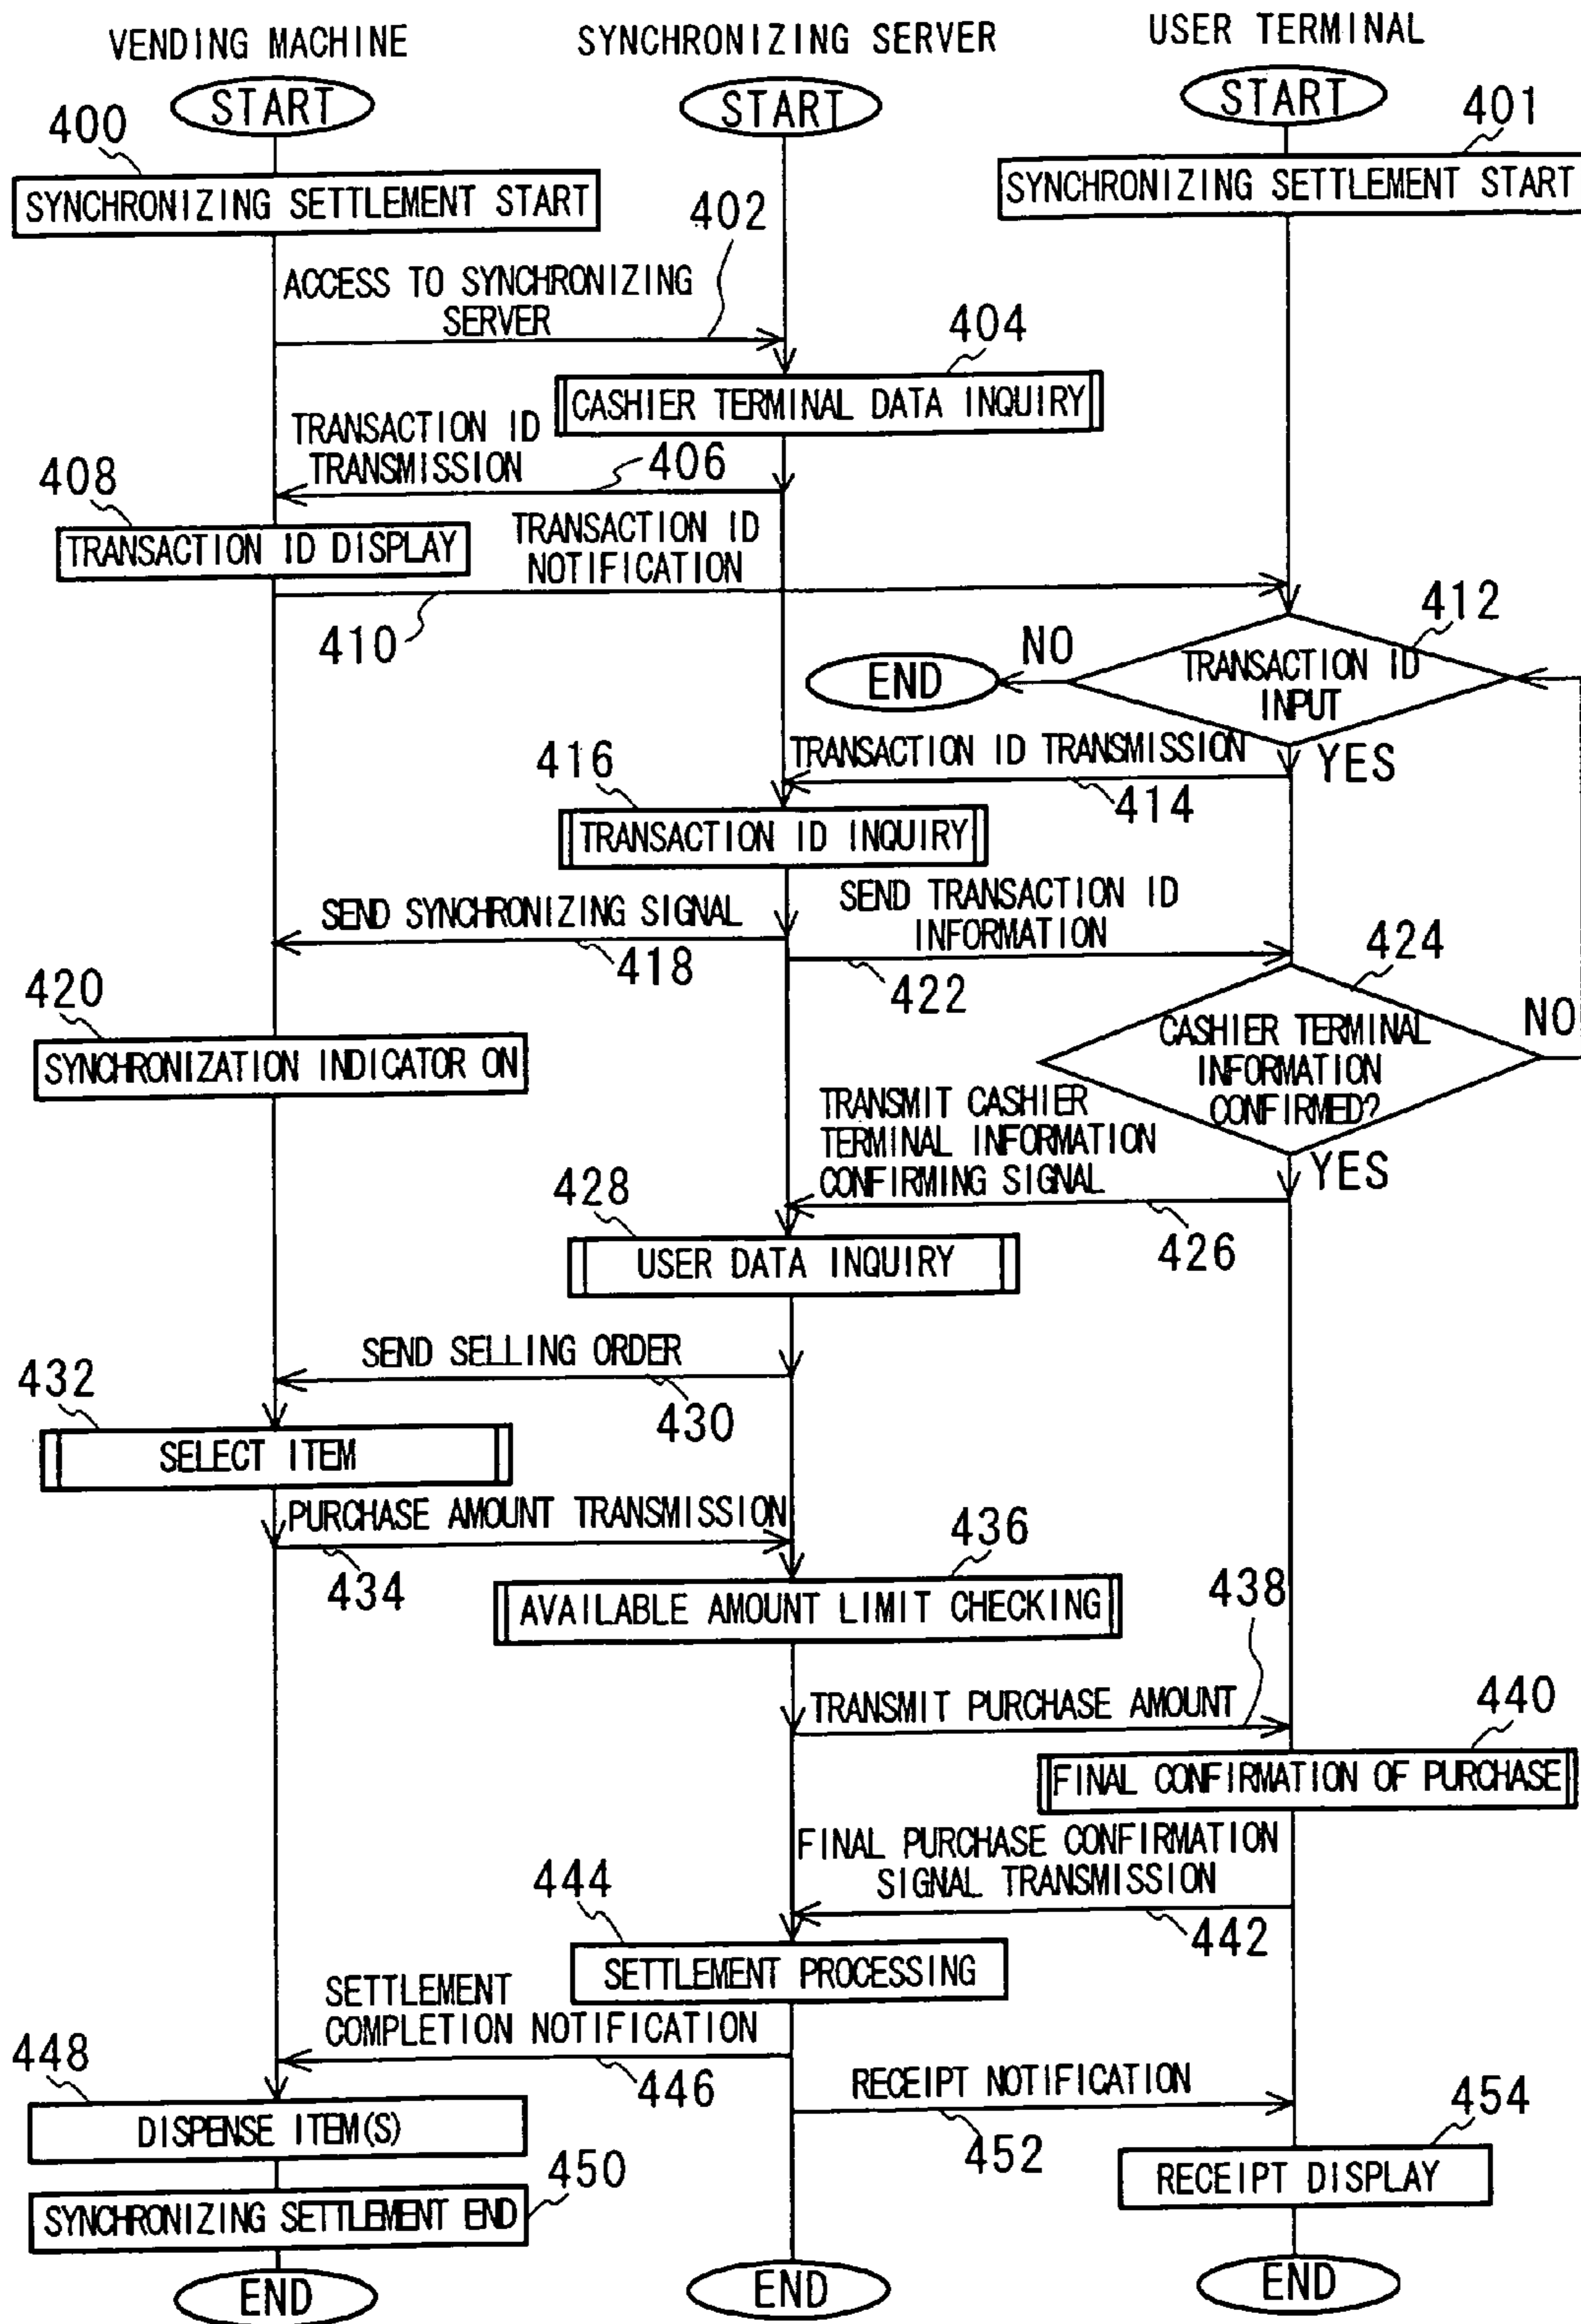 VENDING MACHINE
SYNCHRONIZING SERVER
USER TERMINAL
START
START
START
400
401
SYNCHRONIZING SETTLEMENT START
SYNCHRONIZING SETTLEMENT START
402
ACCESS TO SYNCHRONIZING
SERVER
404
CASHIER TERMINAL DATA INQUIRY
TRANSACTION ID
TRANSMISSION
406
408
TRANSACTION ID DISPLAY
TRANSACTION ID
NOTIFICATION
410
412
TRANSACTION ID
INPUT
NO
END
YES
TRANSACTION ID TRANSMISSION
414
416
TRANSACTION ID INQUIRY
SEND SYNCHRONIZING SIGNAL
418
SEND TRANSACTION ID
INFORMATION
422
420
SYNCHRONIZATION INDICATOR ON
424
CASHIER TERMINAL
INFORMATION
CONFIRMED?
NO
YES
TRANSMIT CASHIER
TERMINAL INFORMATION
CONFIRMING SIGNAL
426
428
USER DATA INQUIRY
SEND SELLING ORDER
430
432
SELECT ITEM
PURCHASE AMOUNT TRANSMISSION
434
436
AVAILABLE AMOUNT LIMIT CHECKING
438
TRANSMIT PURCHASE AMOUNT
440
FINAL CONFIRMATION OF PURCHASE
FINAL PURCHASE CONFIRMATION
SIGNAL TRANSMISSION
442
444
SETTLEMENT PROCESSING
SETTLEMENT
COMPLETION NOTIFICATION
446
448
DISPENSE ITEM(S)
RECEIPT NOTIFICATION
452
454
RECEIPT DISPLAY
450
SYNCHRONIZING SETTLEMENT END
END
END
END